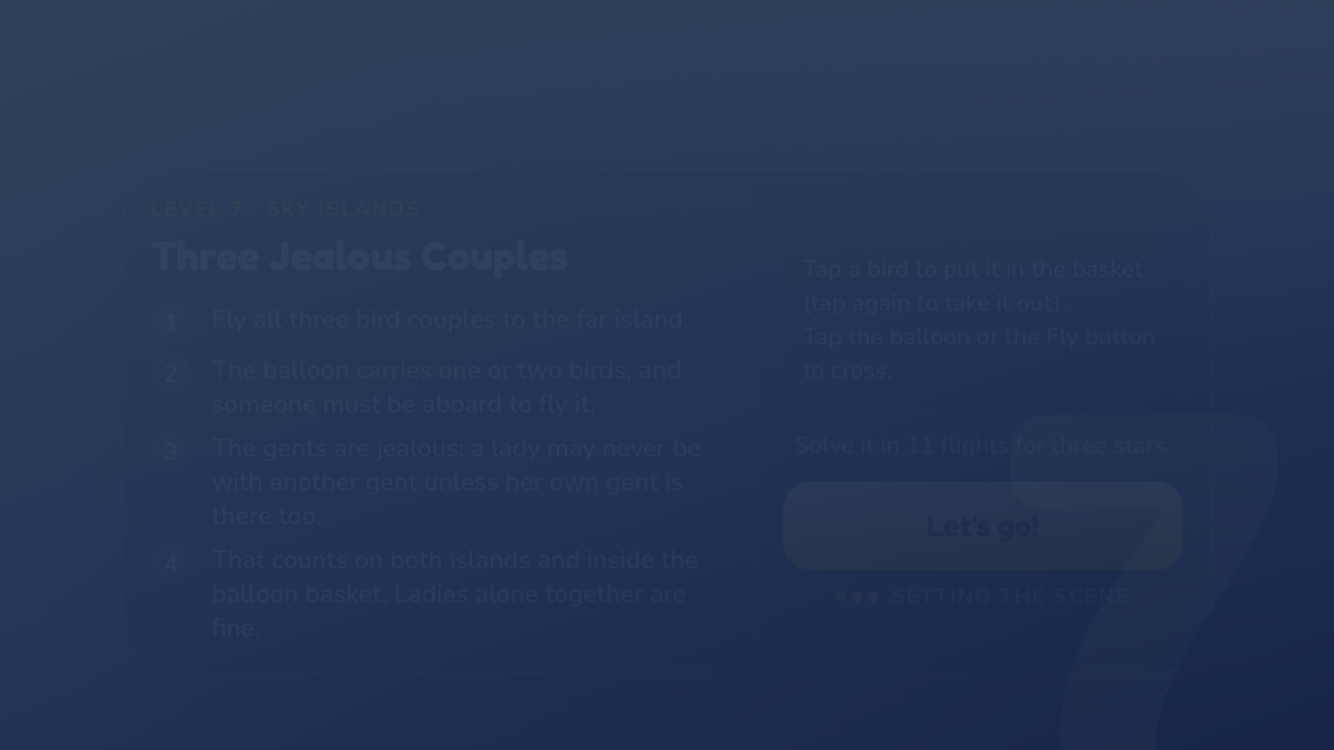 LEVEL 7 · SKY ISLANDS
Three Jealous Couples
1 Fly all three bird couples to the far island.
2 The balloon carries one or two birds, and
someone must be aboard to fly it.
3 The gents are jealous: a lady may never be
with another gent unless her own gent is
there too.
4 That counts on both islands and inside the
balloon basket. Ladies alone together are
fine.
Tap a bird to put it in the basket
(tap again to take it out).
Tap the balloon or the Fly button
to cross.
Solve it in 11 flights for three stars.
Let's go!
SETTING THE SCENE
7